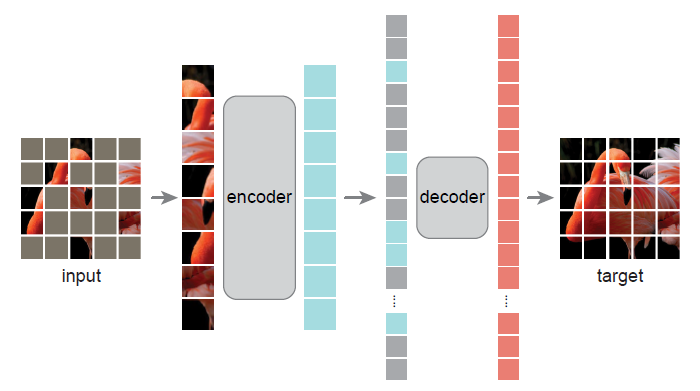 encoder
decoder
input
target